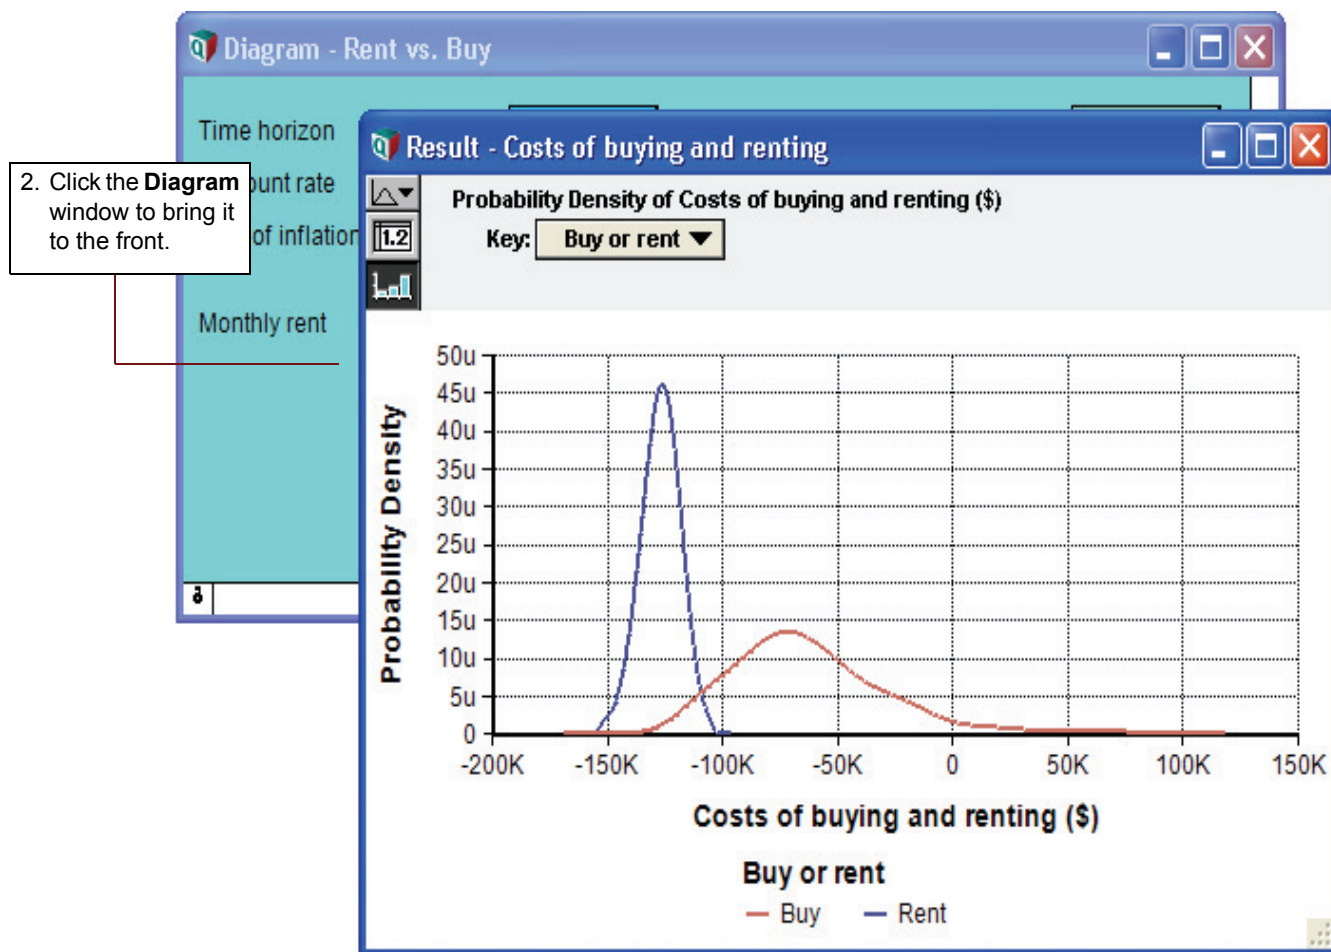 Diagram - Rent vs. Buy
Time horizon
ount rate
of inflation
Monthly rent
2. Click the Diagram
window to bring it
to the front.
Result - Costs of buying and renting
1.2
Probability Density of Costs of buying and renting ($)
Key: Buy or rent
Probability Density
50u
45u
40u
35u
30u
25u
20u
15u
10u
5u
0
-200K -150K -100K -50K 0 50K 100K 150K
Costs of buying and renting ($)
Buy or rent
Buy Rent